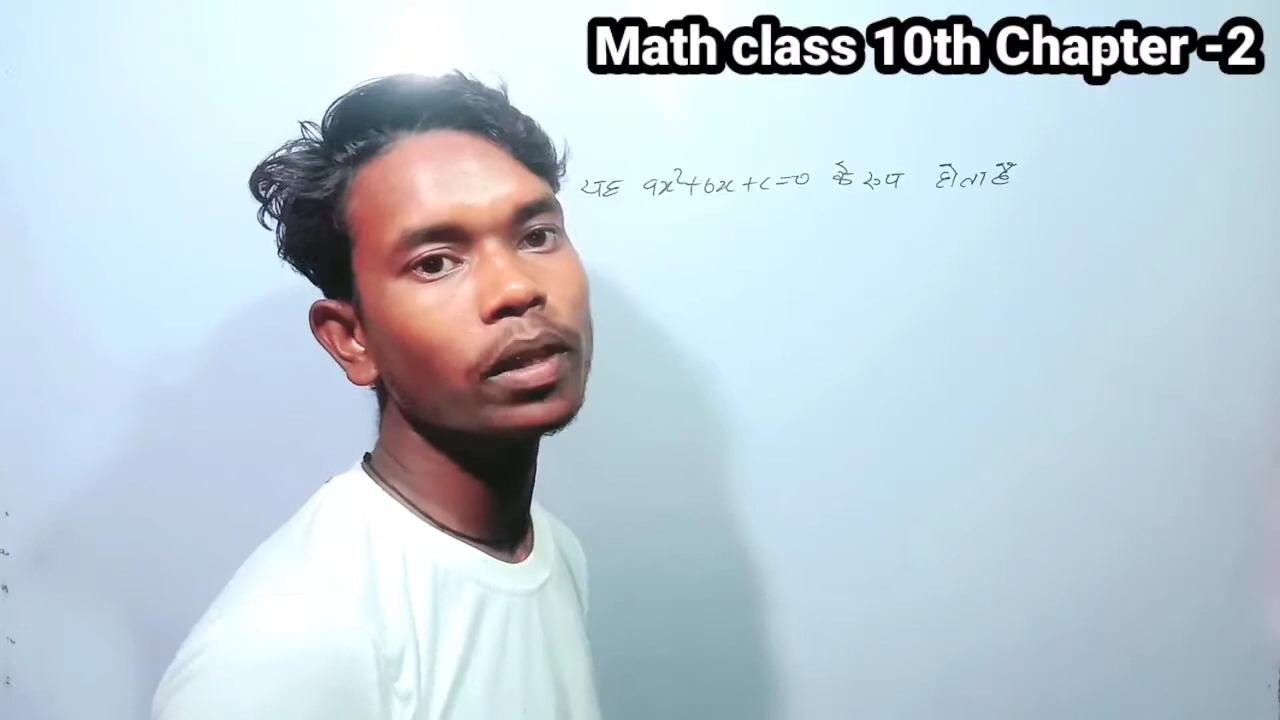 Math class 10th Chapter -2
यह ax²+bx+c=0 के रुप होता है